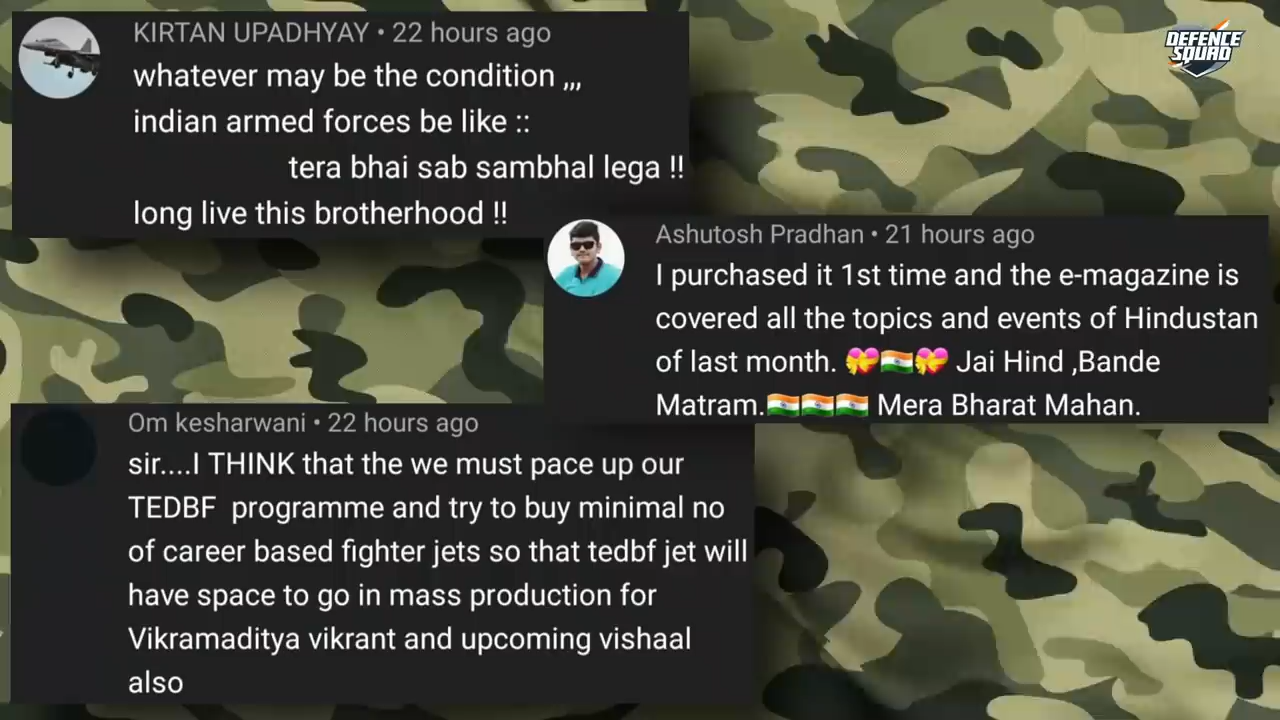 KIRTAN UPADHYAY • 22 hours ago
whatever may be the condition ,,,
indian armed forces be like ::
tera bhai sab sambhal lega !!
long live this brotherhood !!
DEFENCE
SQUAD
Ashutosh Pradhan • 21 hours ago
I purchased it 1st time and the e-magazine is
covered all the topics and events of Hindustan
of last month. 💝🇮🇳💝 Jai Hind ,Bande
Matram.🇮🇳🇮🇳🇮🇳 Mera Bharat Mahan.
Om kesharwani • 22 hours ago
sir....I THINK that the we must pace up our
TEDBF  programme and try to buy minimal no
of career based fighter jets so that tedbf jet will
have space to go in mass production for
Vikramaditya vikrant and upcoming vishaal
also